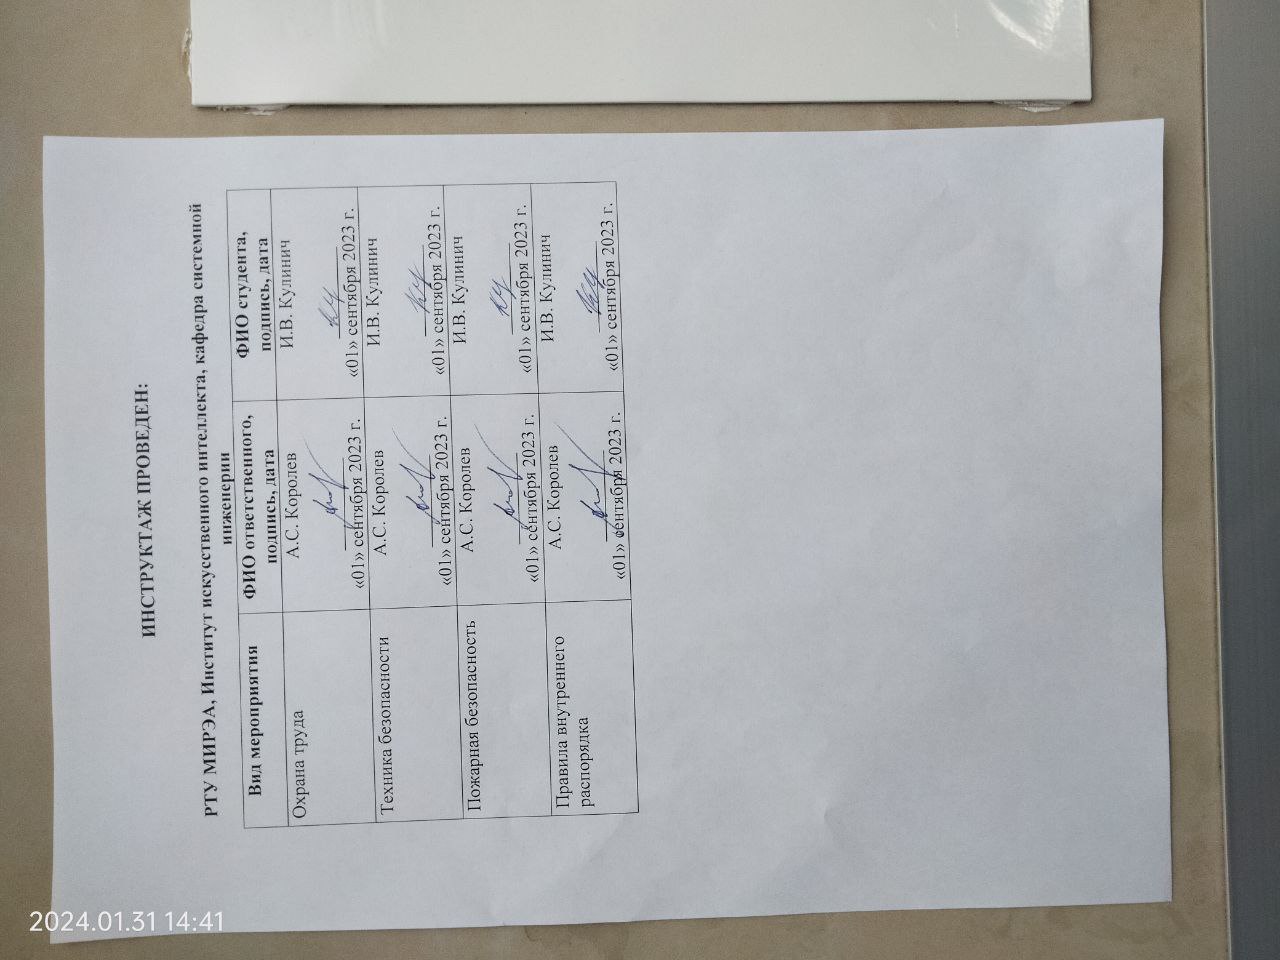 ИНСТРУКТАЖ ПРОВЕДЕН:
РТУ МИРЭА, Институт искусственного интеллекта, кафедра системной
инженерии
Вид мероприятия
ФИО ответственного,
подпись, дата
ФИО студента,
подпись, дата
Охрана труда
А.С. Королев
«01» сентября 2023 г.
И.В. Кулинич
«01» сентября 2023 г.
Техника безопасности
А.С. Королев
«01» сентября 2023 г.
И.В. Кулинич
«01» сентября 2023 г.
Пожарная безопасность
А.С. Королев
«01» сентября 2023 г.
И.В. Кулинич
«01» сентября 2023 г.
Правила внутреннего
распорядка
А.С. Королев
«01» сентября 2023 г.
И.В. Кулинич
«01» сентября 2023 г.
2024.01.31 14:41